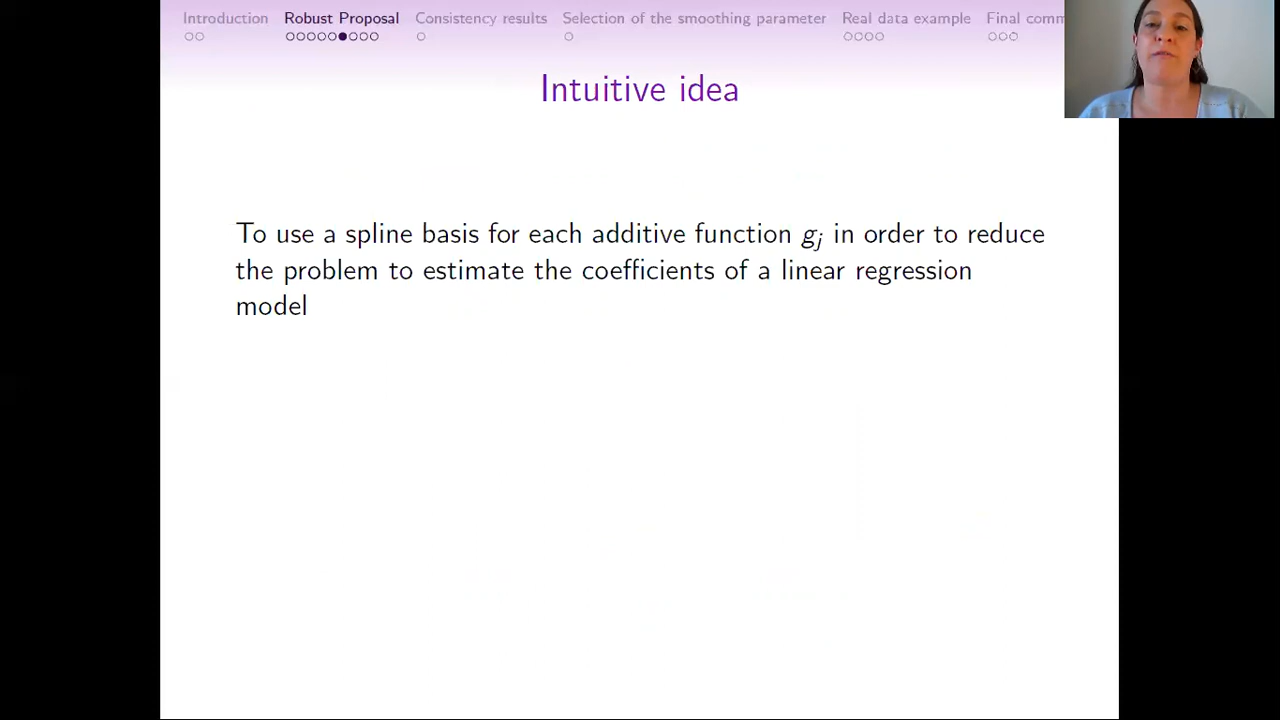 Introduction Robust Proposal Consistency results Selection of the smoothing parameter Real data example Final comm
Intuitive idea
To use a spline basis for each additive function gj in order to reduce
the problem to estimate the coefficients of a linear regression
model